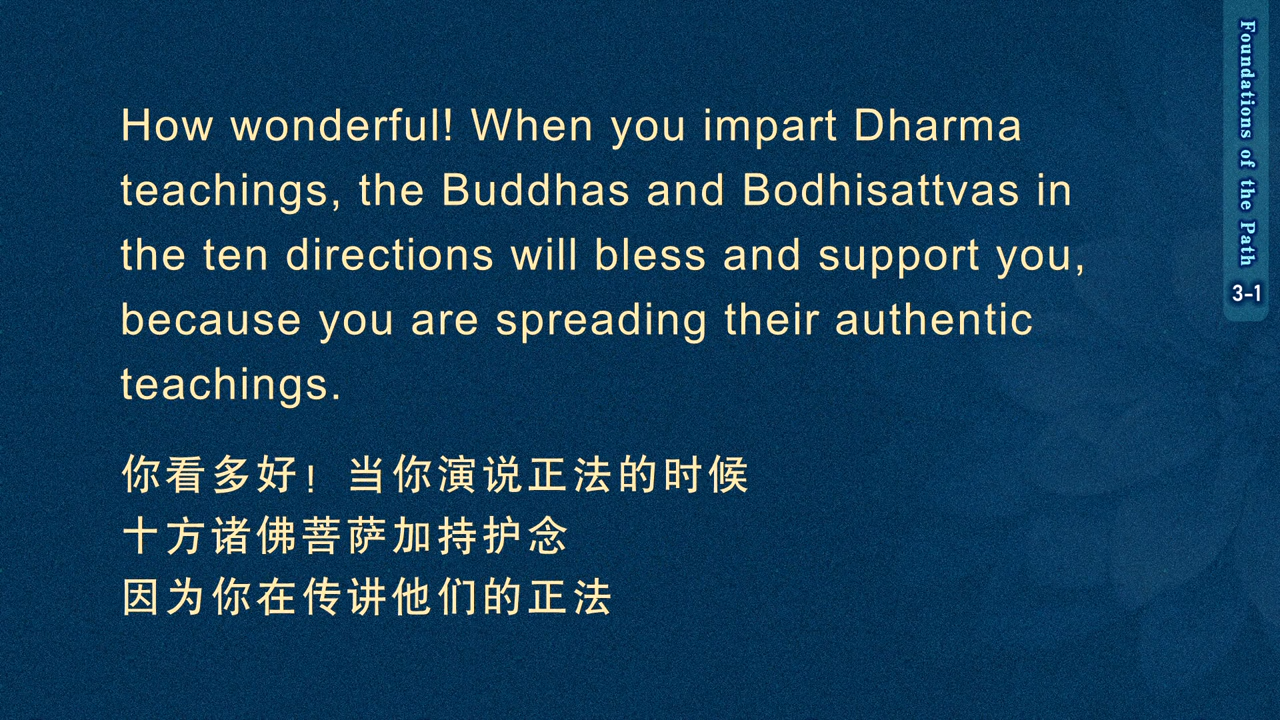 How wonderful! When you impart Dharma
teachings, the Buddhas and Bodhisattvas in
the ten directions will bless and support you,
because you are spreading their authentic
teachings.
你看多好！当你演说正法的时候
十方诸佛菩萨加持护念
因为你在传讲他们的正法
Foundations of the Path
3-1